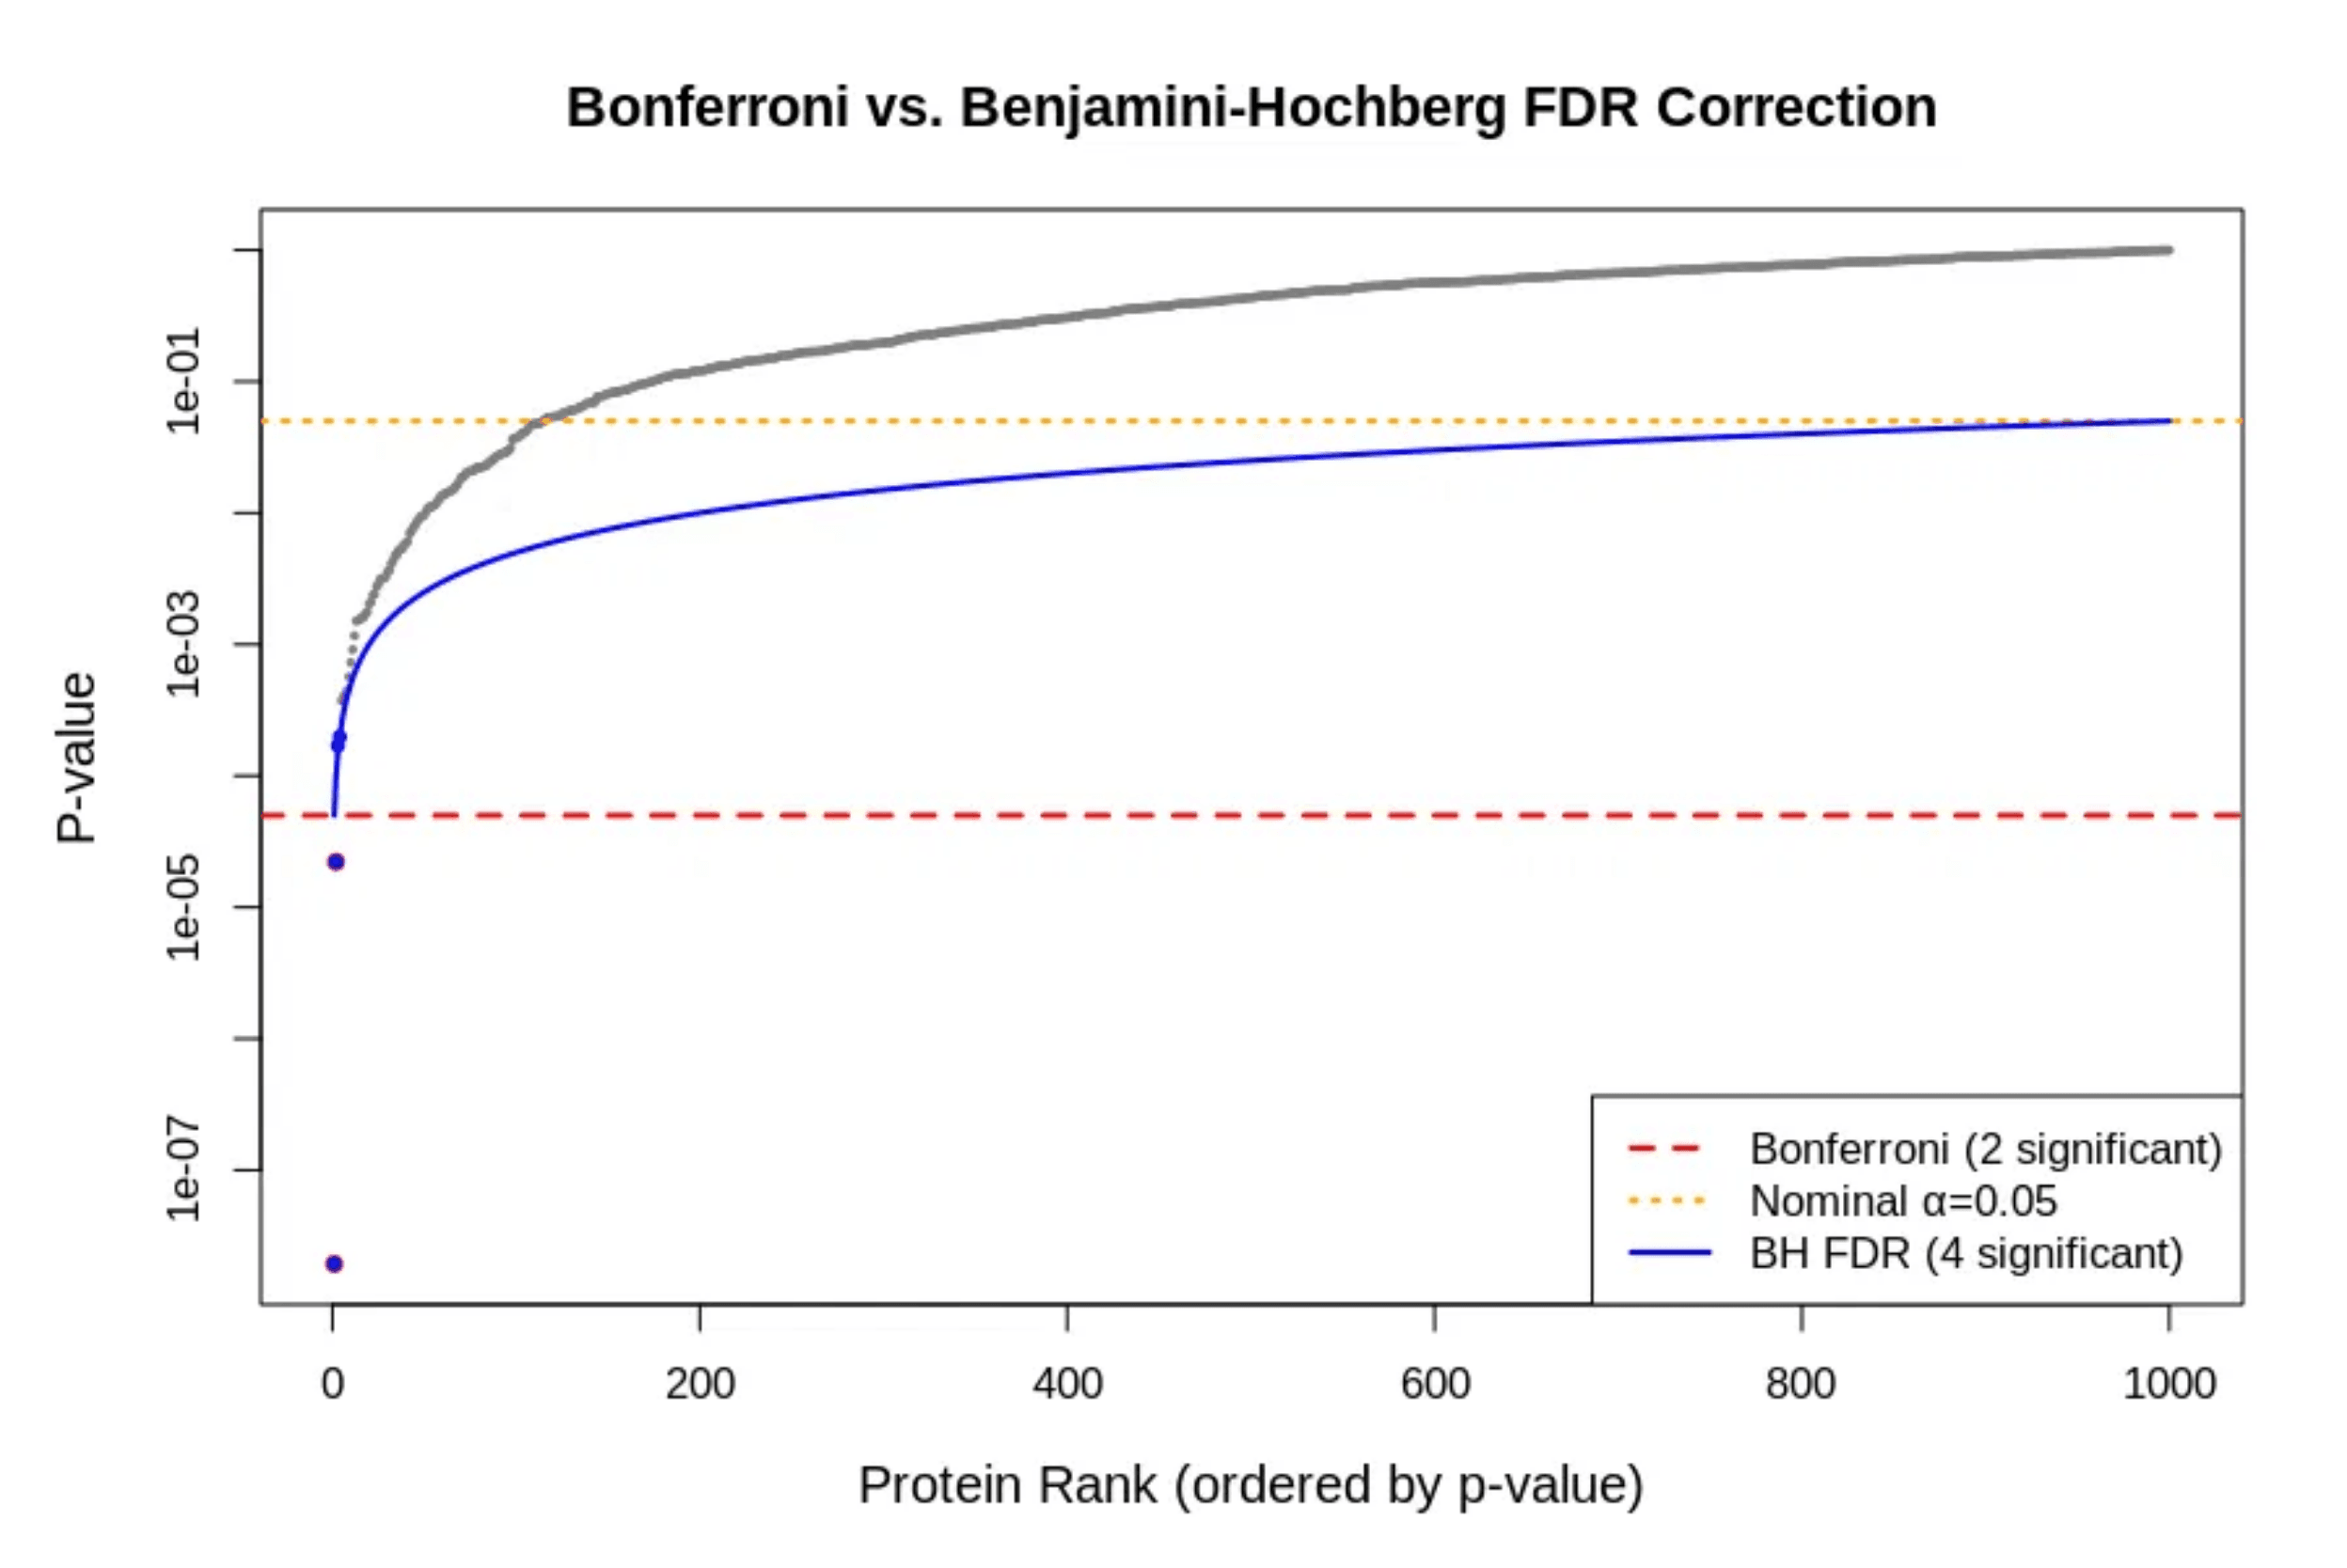 Bonferroni vs. Benjamini-Hochberg FDR Correction
P-value
1e-01
1e-03
1e-05
1e-07
Bonferroni (2 significant)
Nominal α=0.05
BH FDR (4 significant)
0 200 400 600 800 1000
Protein Rank (ordered by p-value)